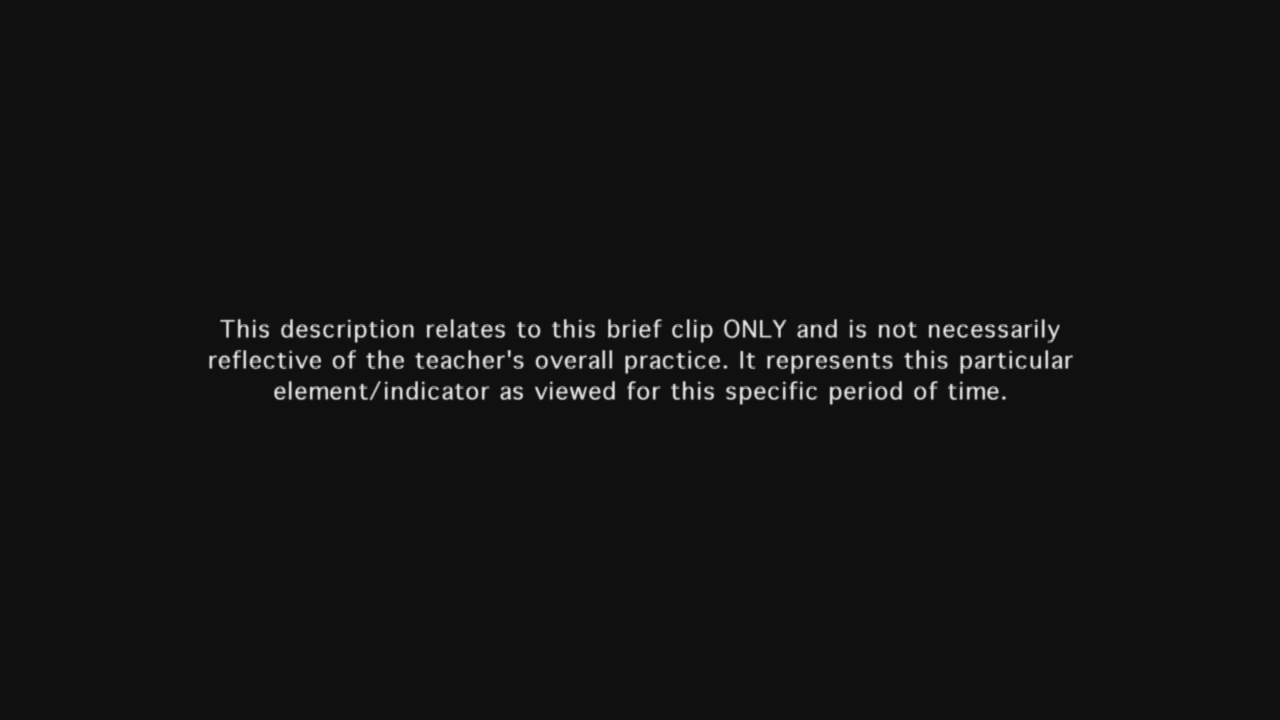 This description relates to this brief clip ONLY and is not necessarily
reflective of the teacher's overall practice. It represents this particular
element/indicator as viewed for this specific period of time.